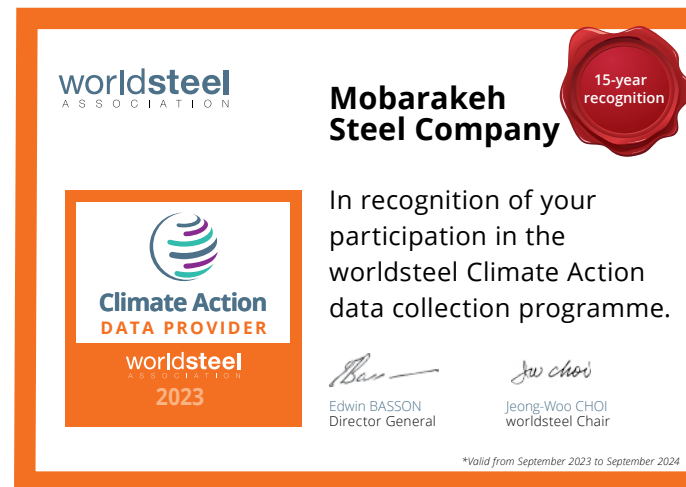 worldsteel
ASSOCIATION
Mobarakeh
Steel Company
15-year
recognition
In recognition of your
participation in the
worldsteel Climate Action
data collection programme.
Climate Action
DATA PROVIDER
worldsteel
ASSOCIATION
2023
Edwin BASSON
Director General
Jeong-Woo CHOI
worldsteel Chair
*Valid from September 2023 to September 2024